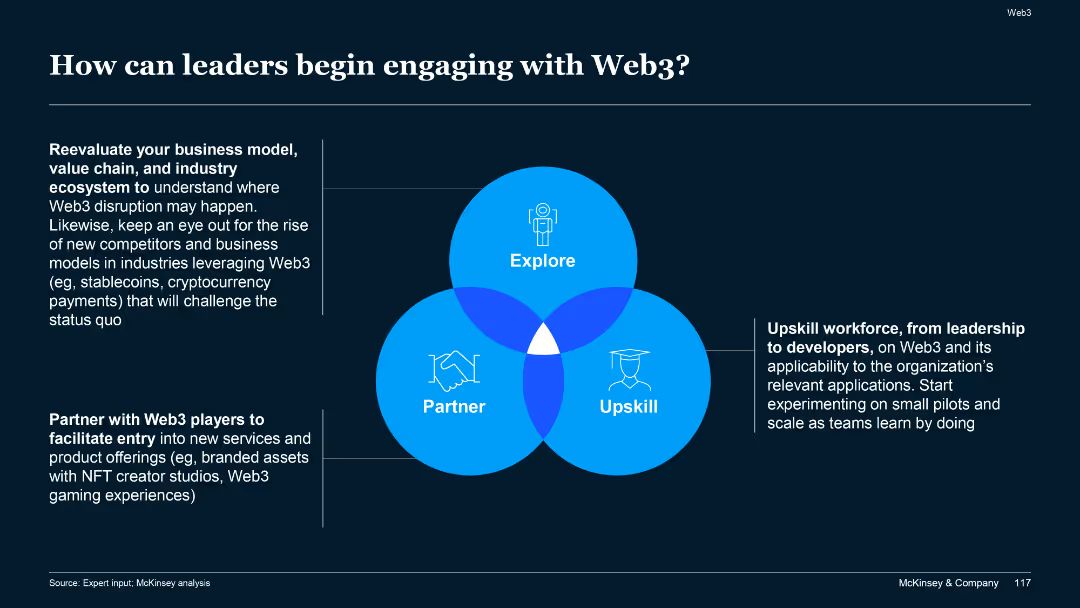 Web3
How can leaders begin engaging with Web3?
Reevaluate your business model,
value chain, and industry
ecosystem to understand where
Web3 disruption may happen.
Likewise, keep an eye out for the rise
of new competitors and business
models in industries leveraging Web3
(eg, stablecoins, cryptocurrency
payments) that will challenge the
status quo
Explore
Partner
Upskill
Upskill workforce, from leadership
to developers, on Web3 and its
applicability to the organization’s
relevant applications. Start
experimenting on small pilots and
scale as teams learn by doing
Partner with Web3 players to
facilitate entry into new services and
product offerings (eg, branded assets
with NFT creator studios, Web3
gaming experiences)
Source: Expert input; McKinsey analysis
McKinsey & Company 117